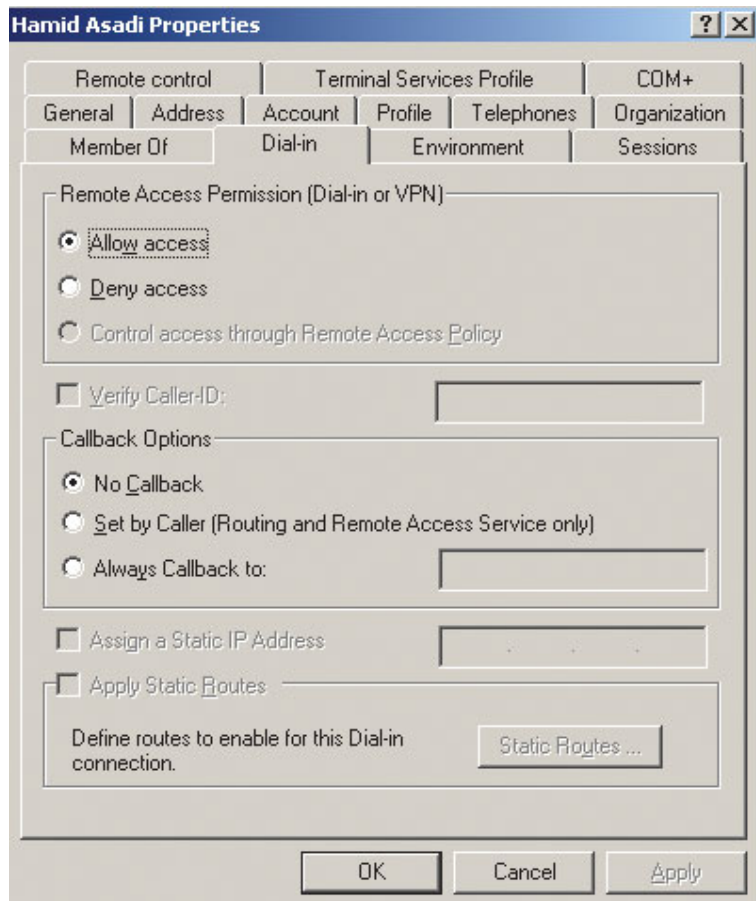 Hamid Asadi Properties
Remote control Terminal Services Profile COM+
General Address Account Profile Telephones Organization
Member Of Dial-in Environment Sessions
Remote Access Permission (Dial-in or VPN)
Allow access
Deny access
Control access through Remote Access Policy
Verify Caller-ID:
Callback Options
No Callback
Set by Caller (Routing and Remote Access Service only)
Always Callback to:
Assign a Static IP Address . . .
Apply Static Routes
Define routes to enable for this Dial-in
connection.
Static Routes ...
OK Cancel Apply